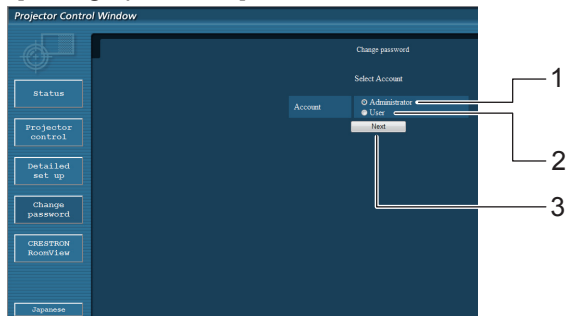 Projector Control Window
Change password
Select Account
Account
Administrator
User
Next
Status
Projector
control
Detailed
set up
Change
password
CRESTRON
RoomView
Japanese
1
2
3